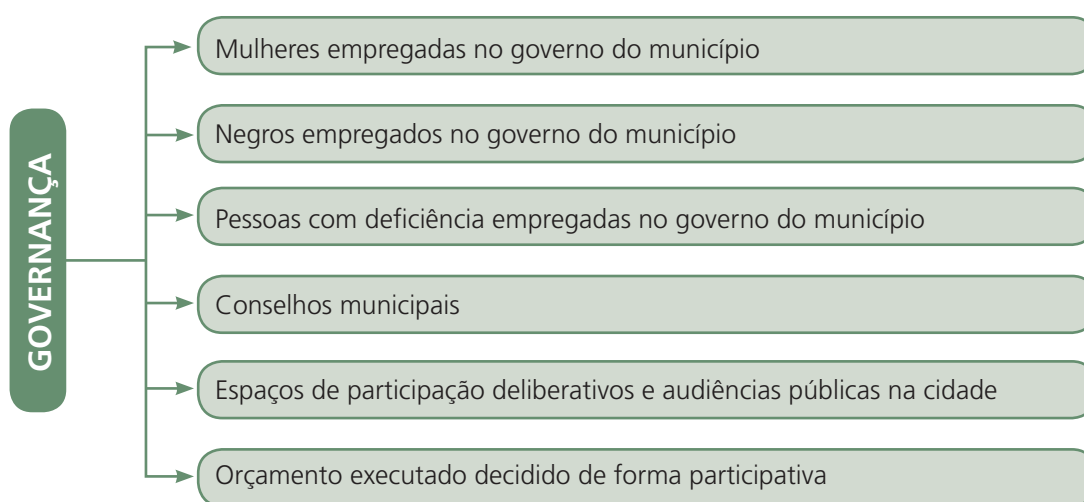 GOVERNANÇA
Mulheres empregadas no governo do município
Negros empregados no governo do município
Pessoas com deficiência empregadas no governo do município
Conselhos municipais
Espaços de participação deliberativos e audiências públicas na cidade
Orçamento executado decidido de forma participativa